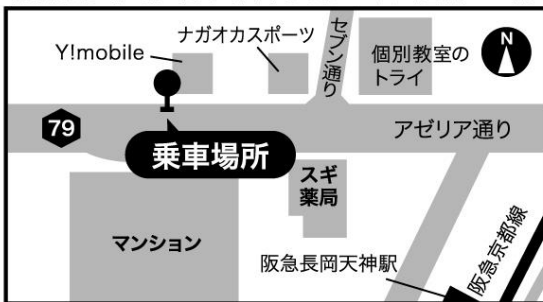 Y!mobile
ナガオカスポーツ
セブン通り
個別教室の
トライ
N
79
アゼリア通り
乗車場所
スギ
薬局
マンション
阪急長岡天神駅
阪急京都線